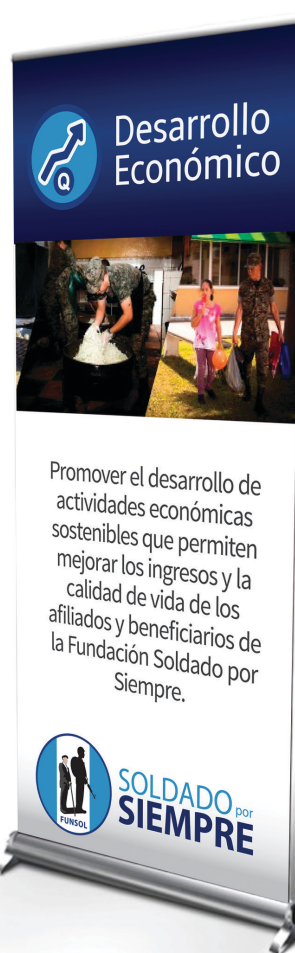 Q
Desarrollo
Económico
Promover el desarrollo de
actividades económicas
sostenibles que permiten
mejorar los ingresos y la
calidad de vida de los
afiliados y beneficiarios de
la Fundación Soldado por
Siempre.
FUNSOL
SOLDADO por
SIEMPRE